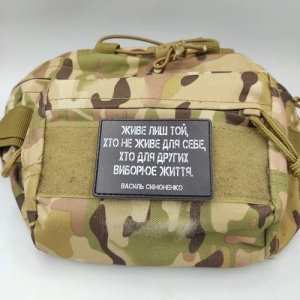 ЖИВЕ ЛИШ ТОЙ,
ХТО НЕ ЖИВЕ ДЛЯ СЕБЕ,
ХТО ДЛЯ ДРУГИХ
ВИБОРЮЄ ЖИТТЯ.
ВАСИЛЬ СИМОНЕНКО